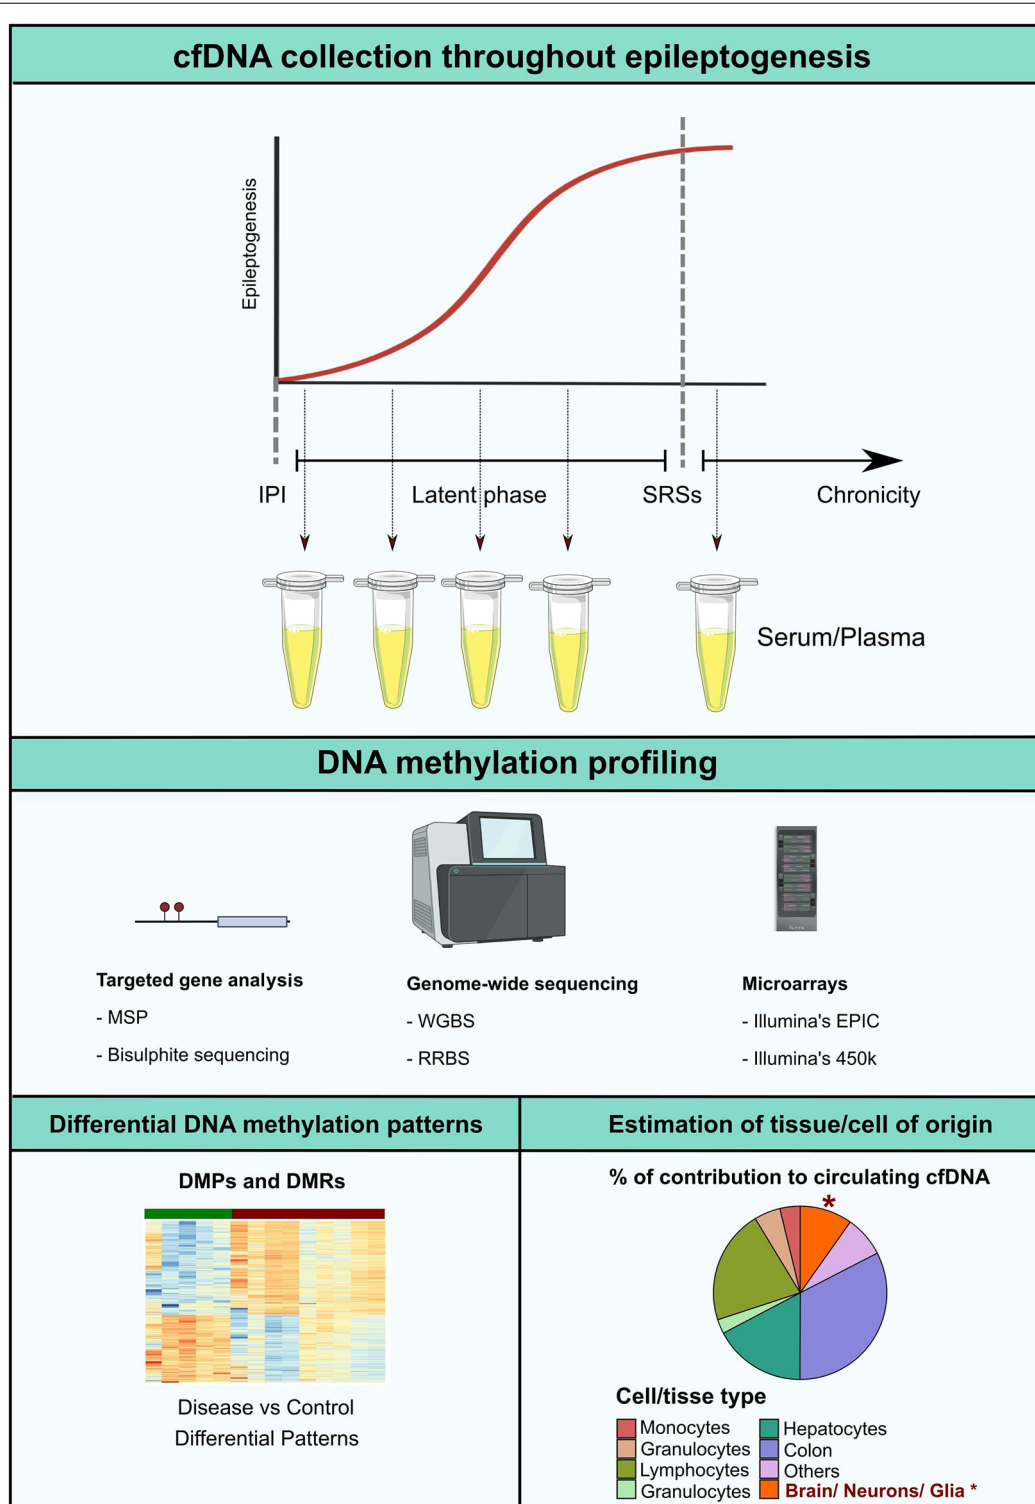 cfDNA collection throughout epileptogenesis
Epileptogenesis
IPI
Latent phase
SRSs
Chronicity
Serum/Plasma
DNA methylation profiling
Targeted gene analysis
- MSP
- Bisulphite sequencing
Genome-wide sequencing
- WGBS
- RRBS
Microarrays
- Illumina's EPIC
- Illumina's 450k
Differential DNA methylation patterns
DMPs and DMRs
Disease vs Control
Differential Patterns
Estimation of tissue/cell of origin
% of contribution to circulating cfDNA
*
Cell/tisse type
Monocytes
Granulocytes
Lymphocytes
Granulocytes
Hepatocytes
Colon
Others
Brain/ Neurons/ Glia *